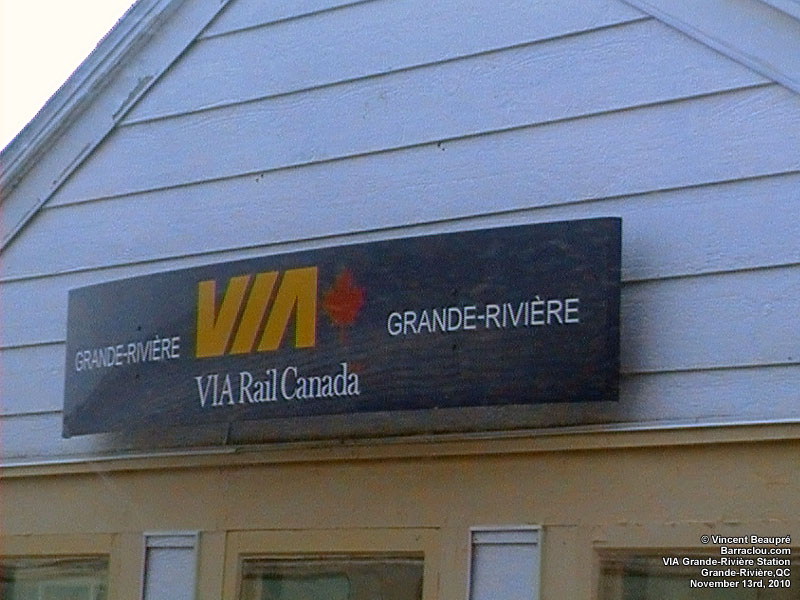 GRANDE-RIVIÈRE
VIA
VIA Rail Canada
GRANDE-RIVIÈRE
© Vincent Beaupré
Barraclou.com
VIA Grande-Rivière Station
Grande-Rivière,QC
November 13rd, 2010